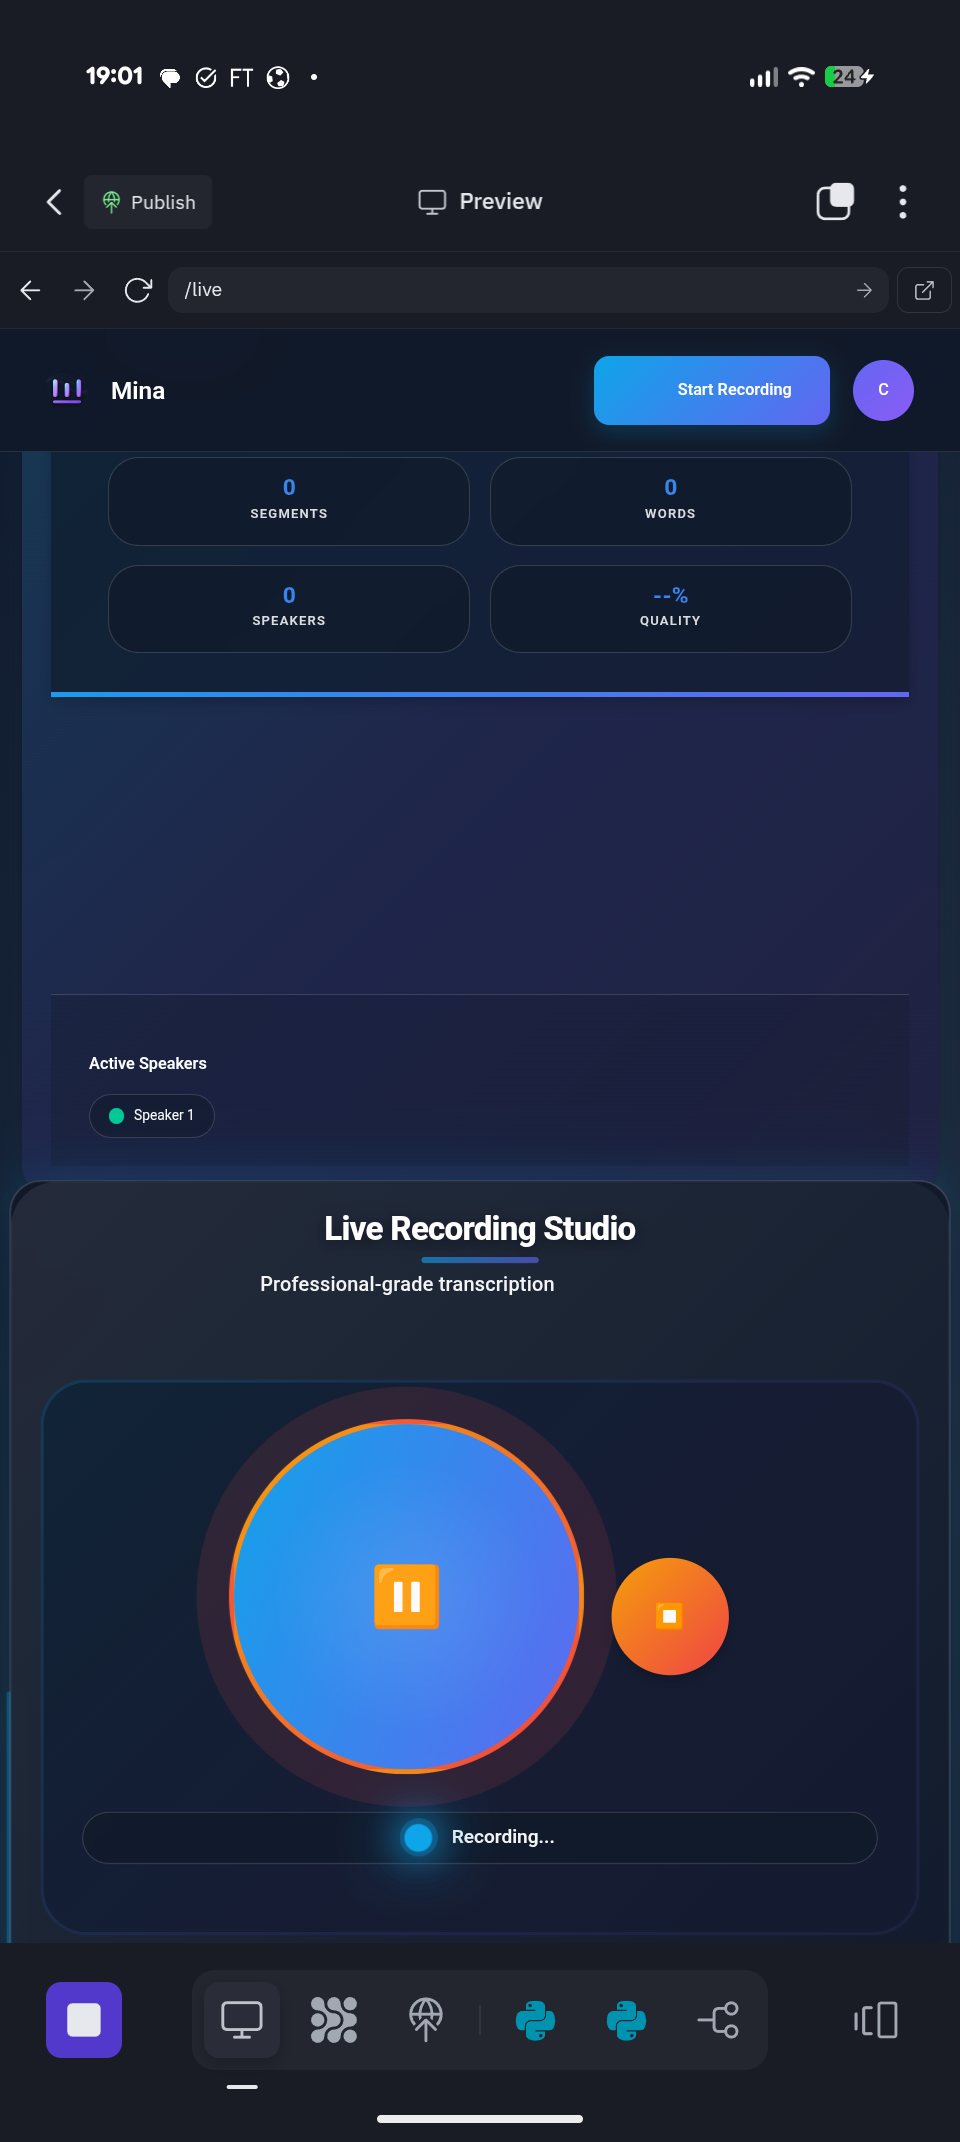 19:01 FT 24
Publish
Preview
/live
Mina
Start Recording
C
0
SEGMENTS
0
WORDS
0
SPEAKERS
--%
QUALITY
Active Speakers
Speaker 1
Live Recording Studio
Professional-grade transcription
Recording...